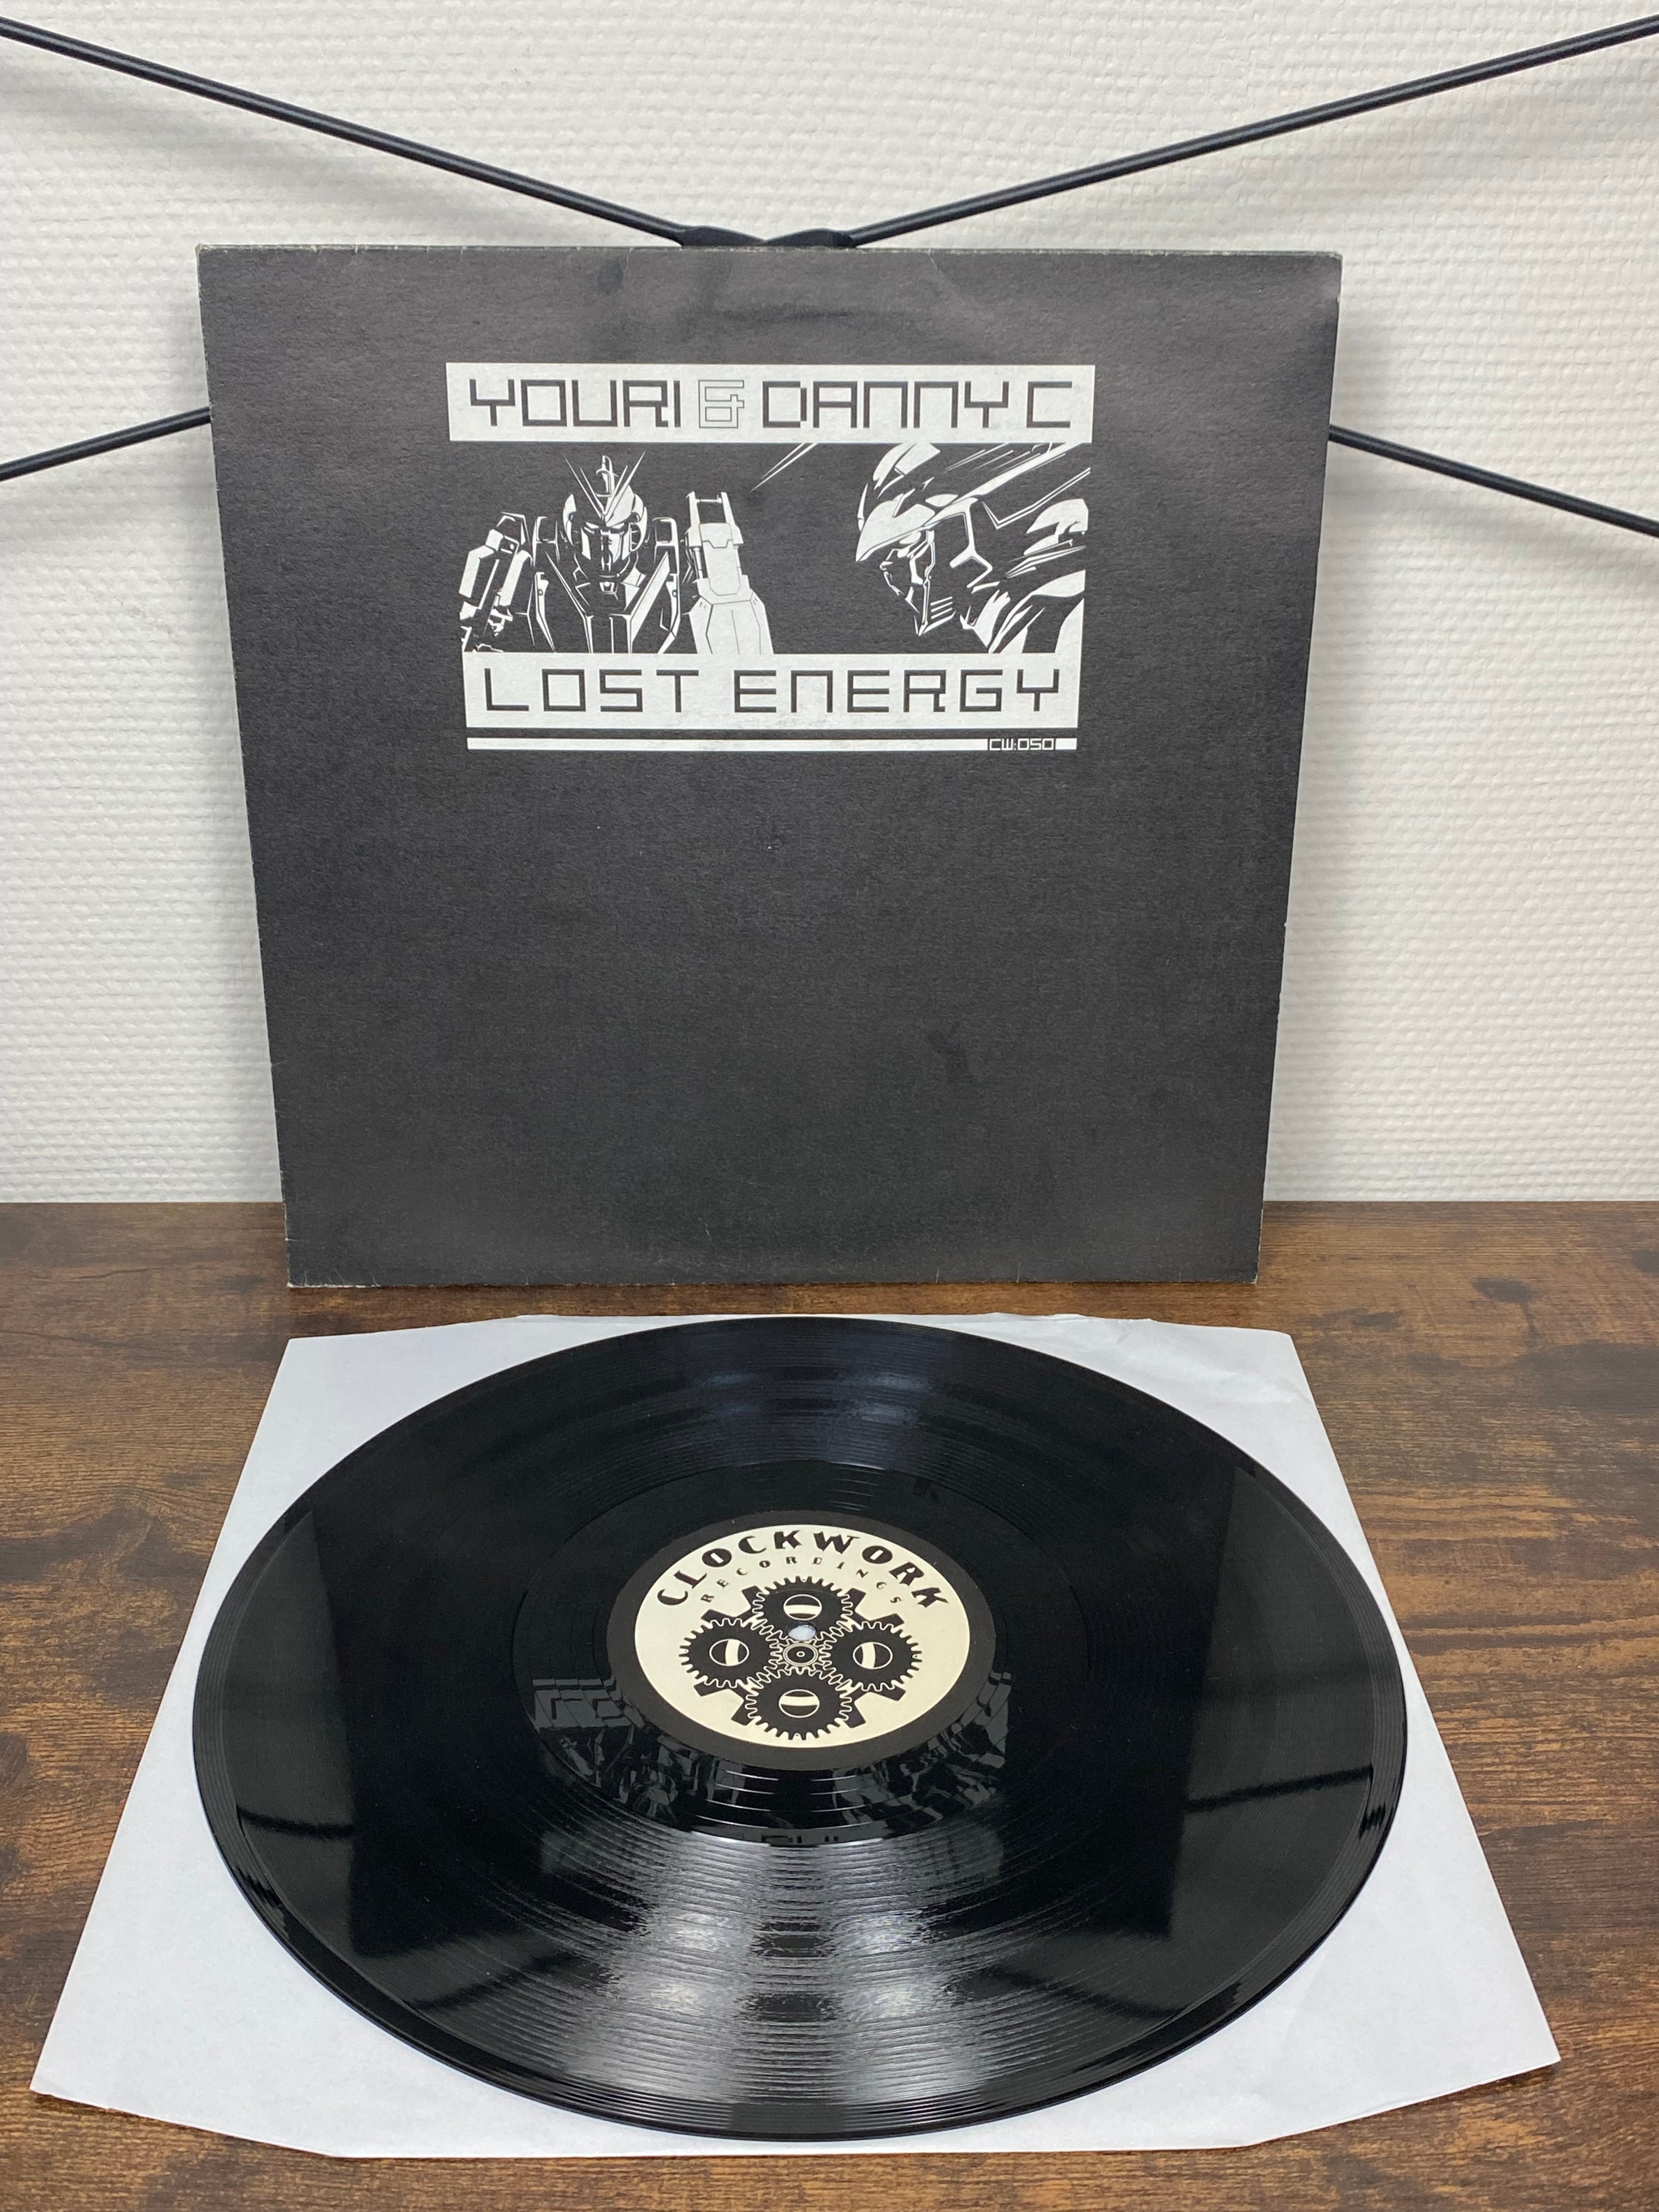 YOURI & DANNY C
LOST ENERGY
CW:050
CLOCKWORK
RECORDINGS